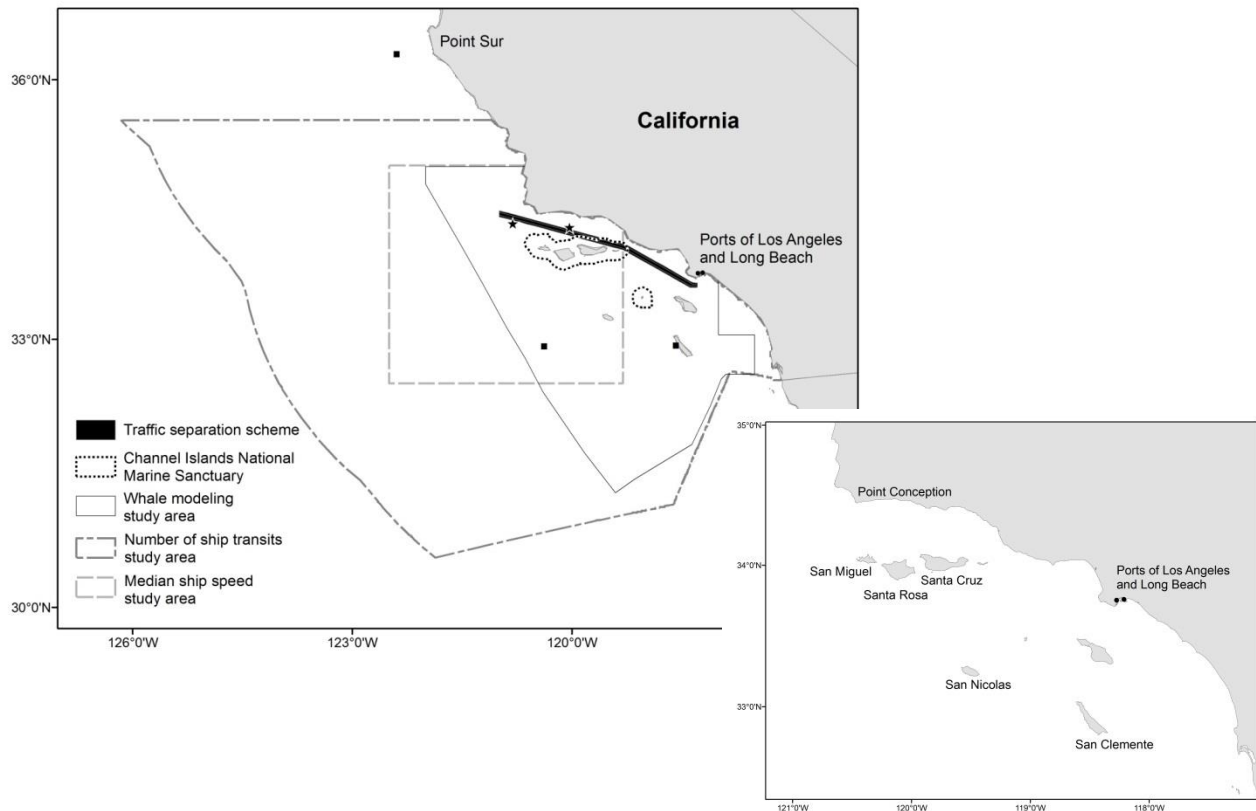 Point Sur
36°0'N
California
Ports of Los Angeles
and Long Beach
33°0'N
Traffic separation scheme
Channel Islands National
Marine Sanctuary
Whale modeling
study area
Number of ship transits
study area
Median ship speed
study area
30°0'N
126°0'W
123°0'W
120°0'W
35°0'N
Point Conception
34°0'N
San Miguel
Santa Rosa
Santa Cruz
Ports of Los Angeles
and Long Beach
San Nicolas
33°0'N
San Clemente
121°0'W
120°0'W
119°0'W
118°0'W